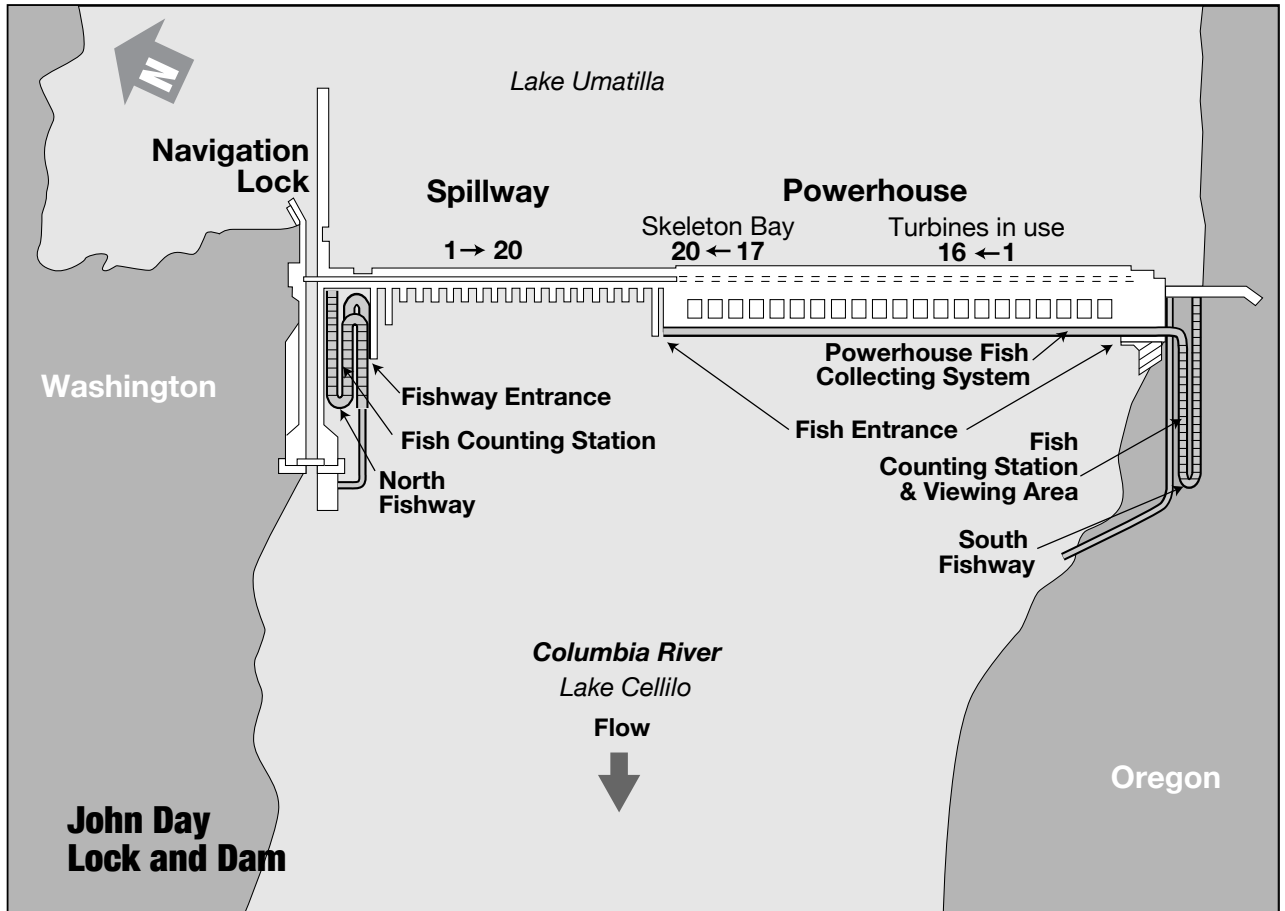 N
Lake Umatilla
Navigation
Lock
Spillway
1→ 20
Powerhouse
Skeleton Bay
20 ← 17
Turbines in use
16 ←1
Washington
Fishway Entrance
Fish Counting Station
North
Fishway
Powerhouse Fish
Collecting System
Fish Entrance
Fish
Counting Station
& Viewing Area
South
Fishway
Columbia River
Lake Cellilo
Flow
Oregon
John Day
Lock and Dam